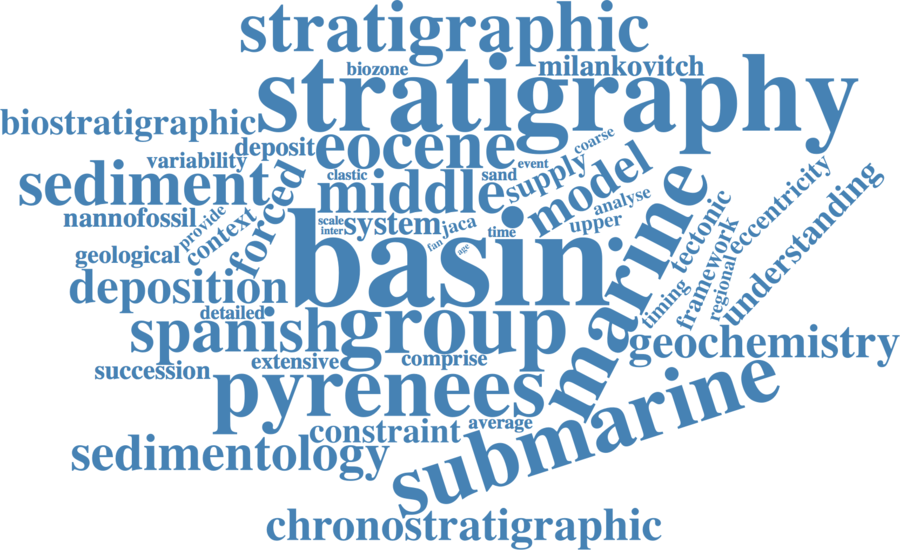 stratigraphic
stratigraphy
biozone
milankovitch
biostratigraphic
deposit
eocene
coarse
variability
event
clastic
sand
sediment
middle
supply
model
forced
marine
nannofossil
provide
context
scale
inter
system
jaca
time
analyse
upper
fan
age
basin
tectonic
eccentricity
understanding
geological
framework
regional
timing
deposition
detailed
spanish
group
geochemistry
extensive
comprise
succession
pyrenees
average
constraint
submarine
sedimentology
chronostratigraphic